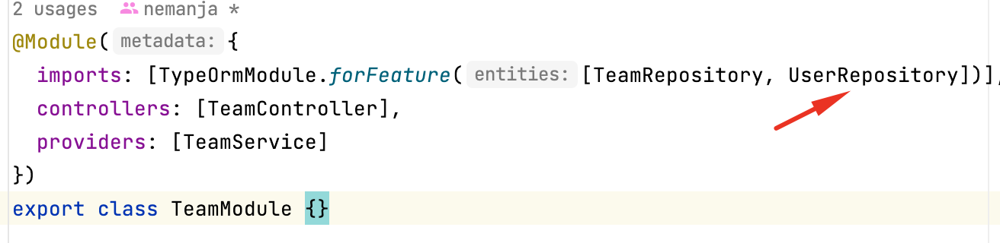 2 usages nemanja *
@Module( metadata: {
imports: [TypeOrmModule.forFeature( entities: [TeamRepository, UserRepository])],
controllers: [TeamController],
providers: [TeamService]
})
export class TeamModule {}